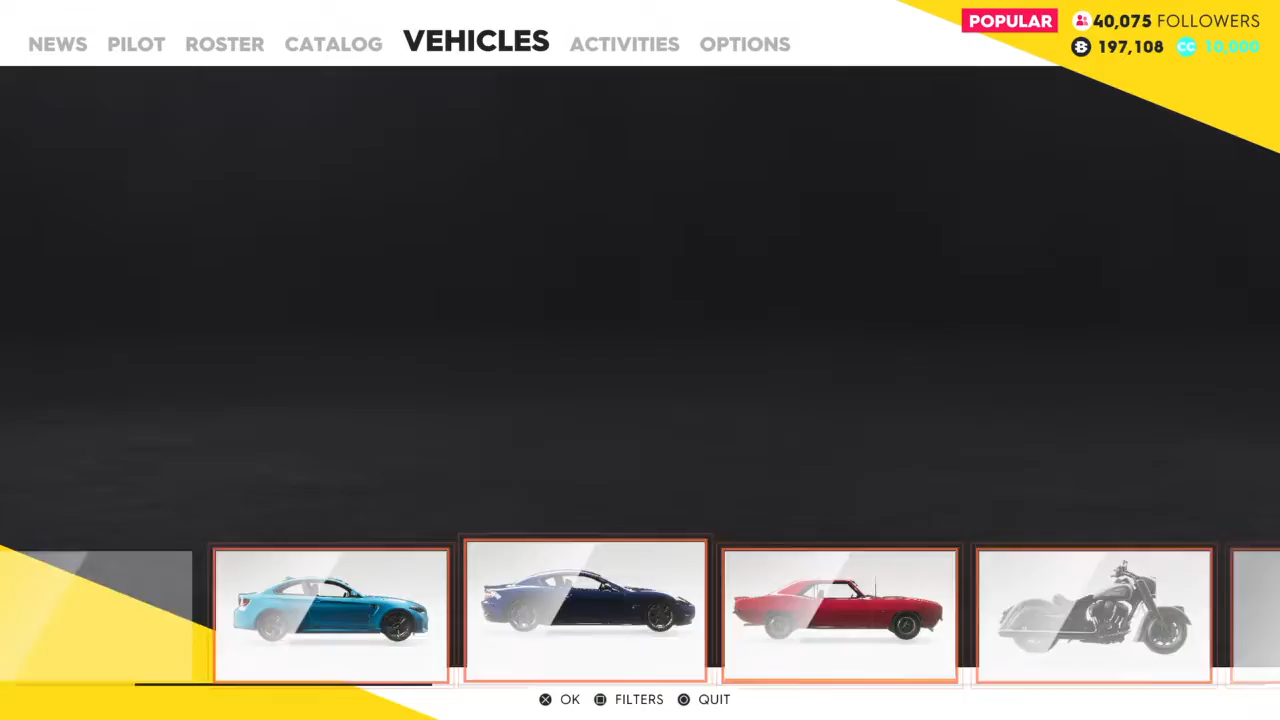 NEWS PILOT ROSTER CATALOG VEHICLES ACTIVITIES OPTIONS
POPULAR 40,075 FOLLOWERS
197,108 CC 10,000
OK FILTERS QUIT